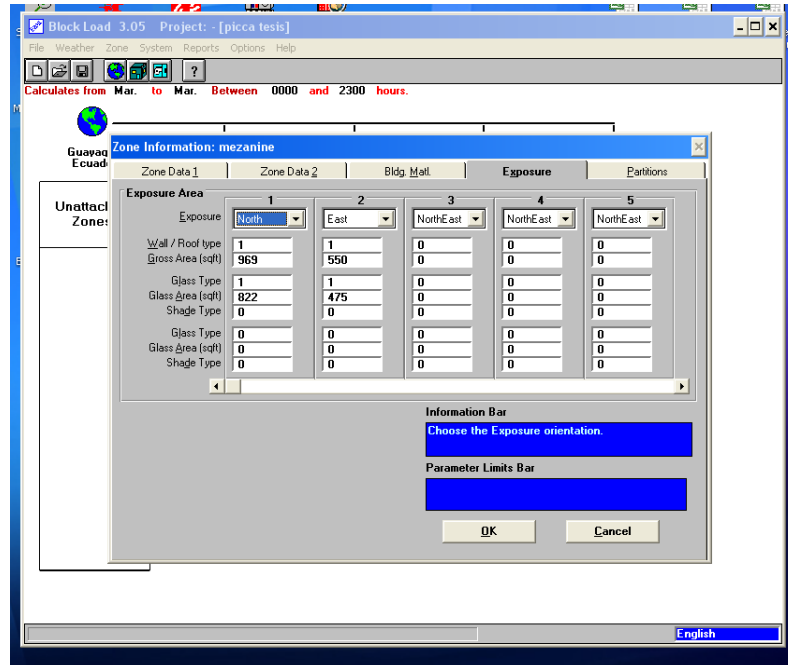 Block Load 3.05 Project: - [picca tesis]
File Weather Zone System Reports Options Help
?
Calculates from Mar. to Mar. Between 0000 and 2300 hours.
Guayaq
Ecuad
Unattacl
Zones
Zone Information: mezanine
Zone Data 1 Zone Data 2 Bldg. Matl. Exposure Partitions
Exposure Area
1 2 3 4 5
Exposure North East NorthEast NorthEast NorthEast
Wall / Roof type 1 1 0 0 0
Gross Area (sqft) 969 550 0 0 0
Glass Type 1 1 0 0 0
Glass Area (sqft) 822 475 0 0 0
Shade Type 0 0 0 0 0
Glass Type 0 0 0 0 0
Glass Area (sqft) 0 0 0 0 0
Shade Type 0 0 0 0 0
Information Bar
Choose the Exposure orientation.
Parameter Limits Bar
OK Cancel
English